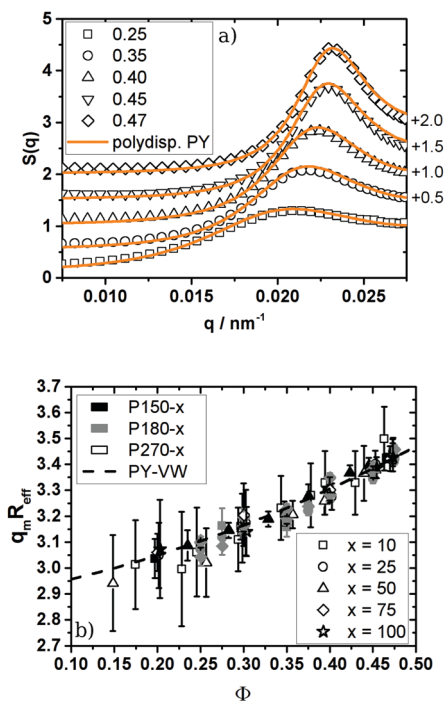 a)
0.25
0.35
0.40
0.45
0.47
polydisp. PY
+2.0
+1.5
+1.0
+0.5
5
4
3
2
1
0
S(q)
0.010 0.015 0.020 0.025
q / nm⁻¹
3.7
3.6
3.5
3.4
3.3
3.2
3.1
3.0
2.9
2.8
2.7
qₘ R_eff
P150-x
P180-x
P270-x
PY-VW
x = 10
x = 25
x = 50
x = 75
x = 100
b)
0.10 0.15 0.20 0.25 0.30 0.35 0.40 0.45 0.50
Φ